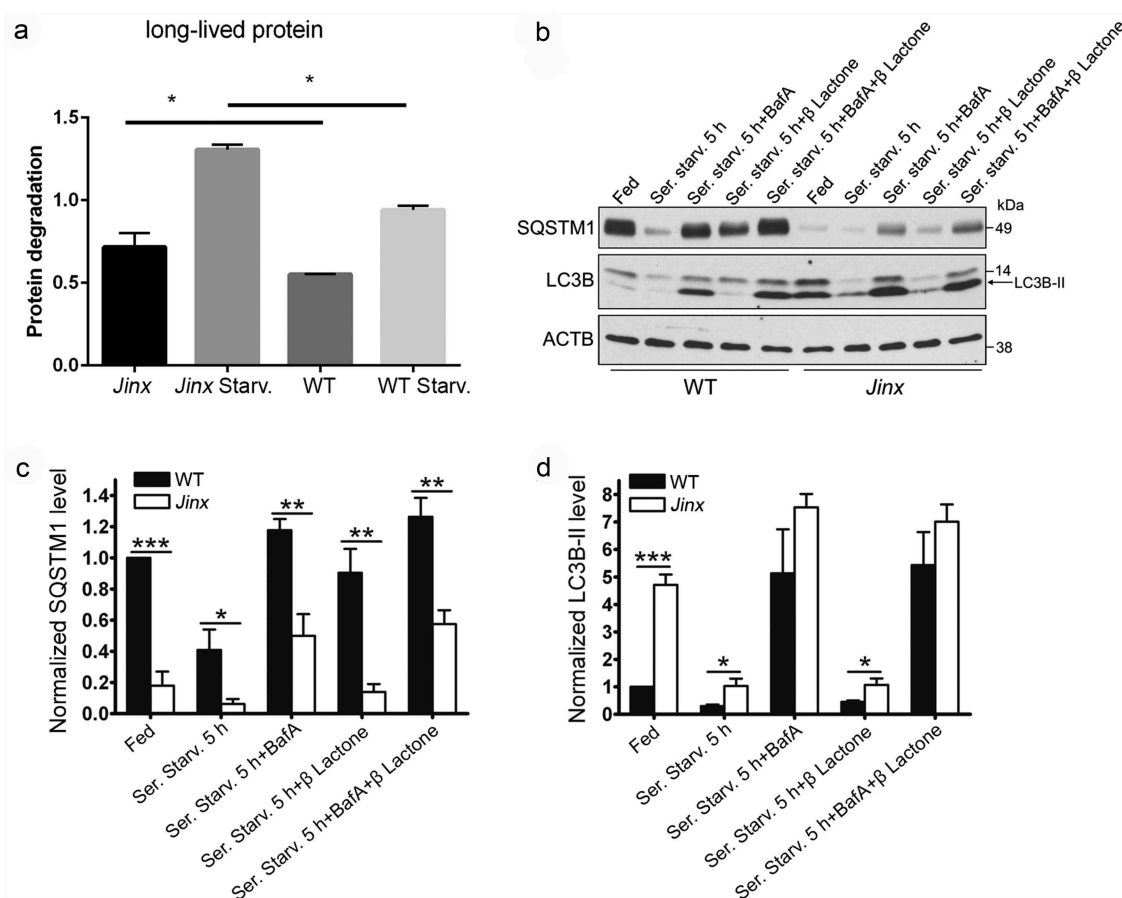 a
long-lived protein
*
*
Protein degradation
1.5
1.0
0.5
0.0
Jinx
Jinx Starv.
WT
WT Starv.
b
Fed
Ser. starv. 5 h
Ser. starv. 5 h+BafA
Ser. starv. 5 h+β Lactone
Ser. starv. 5 h+BafA+β Lactone
Fed
Ser. starv. 5 h
Ser. starv. 5 h+BafA
Ser. starv. 5 h+β Lactone
Ser. starv. 5 h+BafA+β Lactone
kDa
SQSTM1
49
LC3B
14
LC3B-II
ACTB
38
WT
Jinx
c
Normalized SQSTM1 level
WT
Jinx
1.4
1.2
1.0
0.8
0.6
0.4
0.2
0.0
***
*
**
**
**
Fed
Ser. Starv. 5 h
Ser. Starv. 5 h+BafA
Ser. Starv. 5 h+β Lactone
Ser. Starv. 5 h+BafA+β Lactone
d
Normalized LC3B-II level
WT
Jinx
8
7
6
5
4
3
2
1
0
***
*
*
Fed
Ser. Starv. 5 h
Ser. Starv. 5 h+BafA
Ser. Starv. 5 h+β Lactone
Ser. Starv. 5 h+BafA+β Lactone